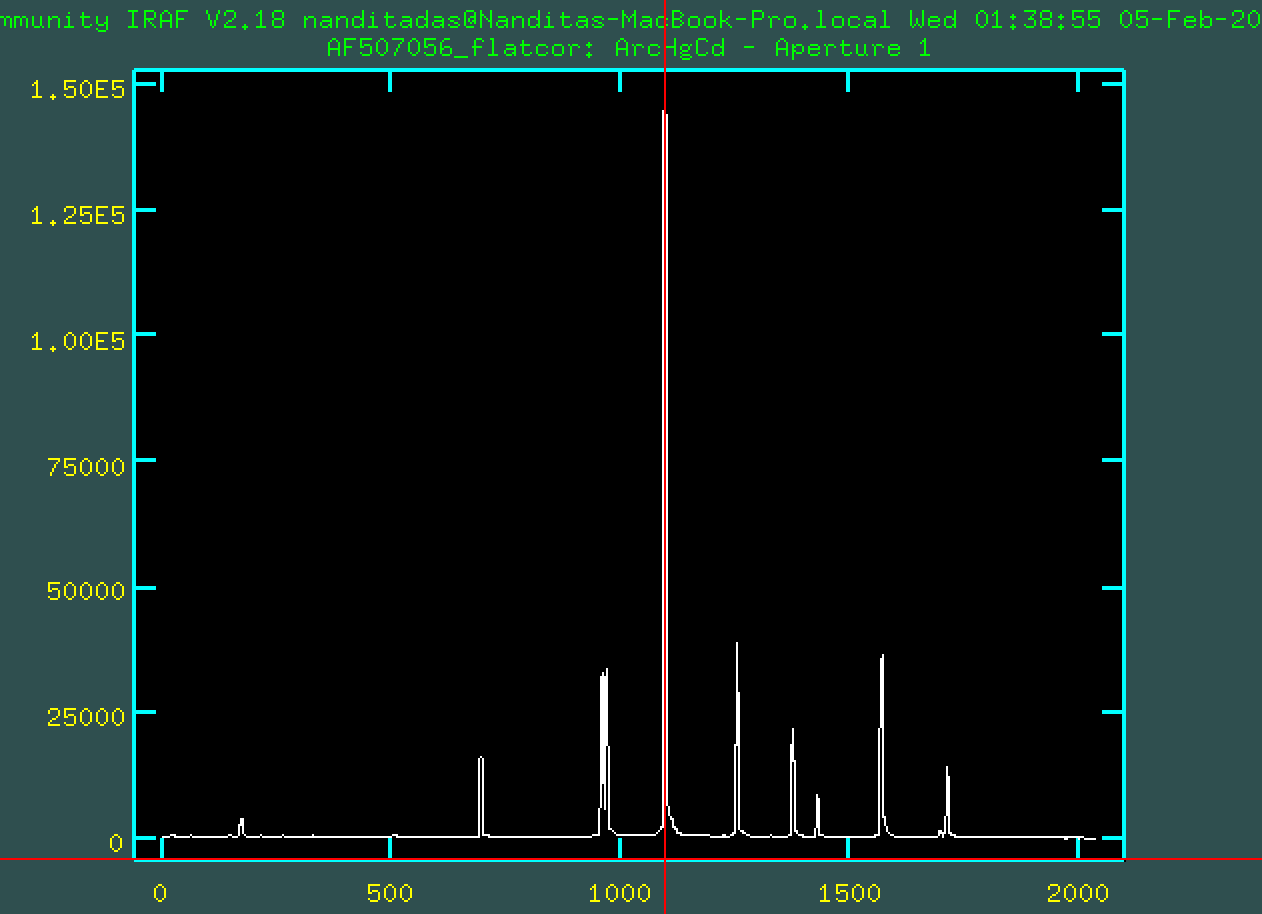 mmunity IRAF V2.18 nanditadas@Nanditas-MacBook-Pro.local Wed 01:38:55 05-Feb-20
AF507056_flatcor: ArcHgCd - Aperture 1
1.50E5
1.25E5
1.00E5
75000
50000
25000
0
0 500 1000 1500 2000